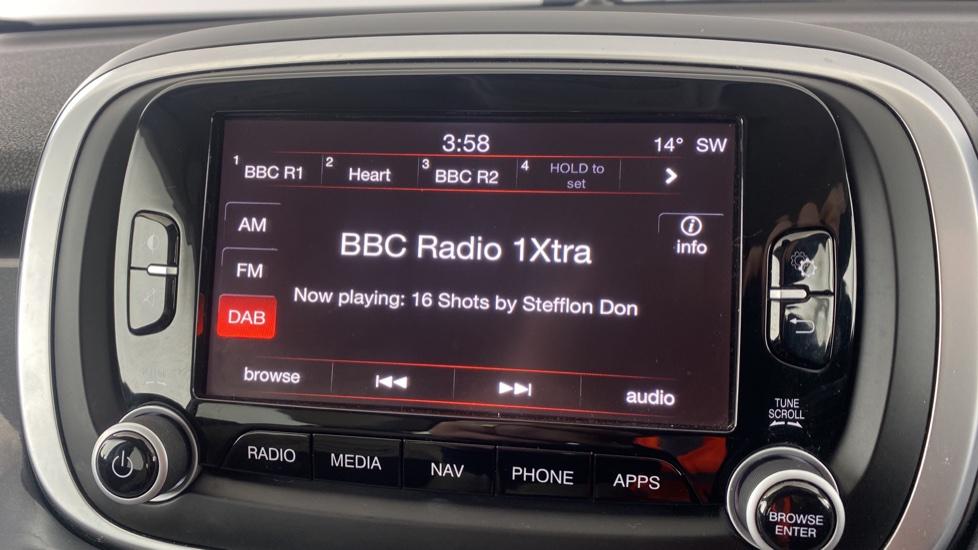 3:58
14° SW
1 BBC R1
2 Heart
3 BBC R2
4 HOLD to
set
AM
FM
DAB
BBC Radio 1Xtra
Now playing: 16 Shots by Stefflon Don
i
info
browse
audio
RADIO
MEDIA
NAV
PHONE
APPS
TUNE
SCROLL
BROWSE
ENTER